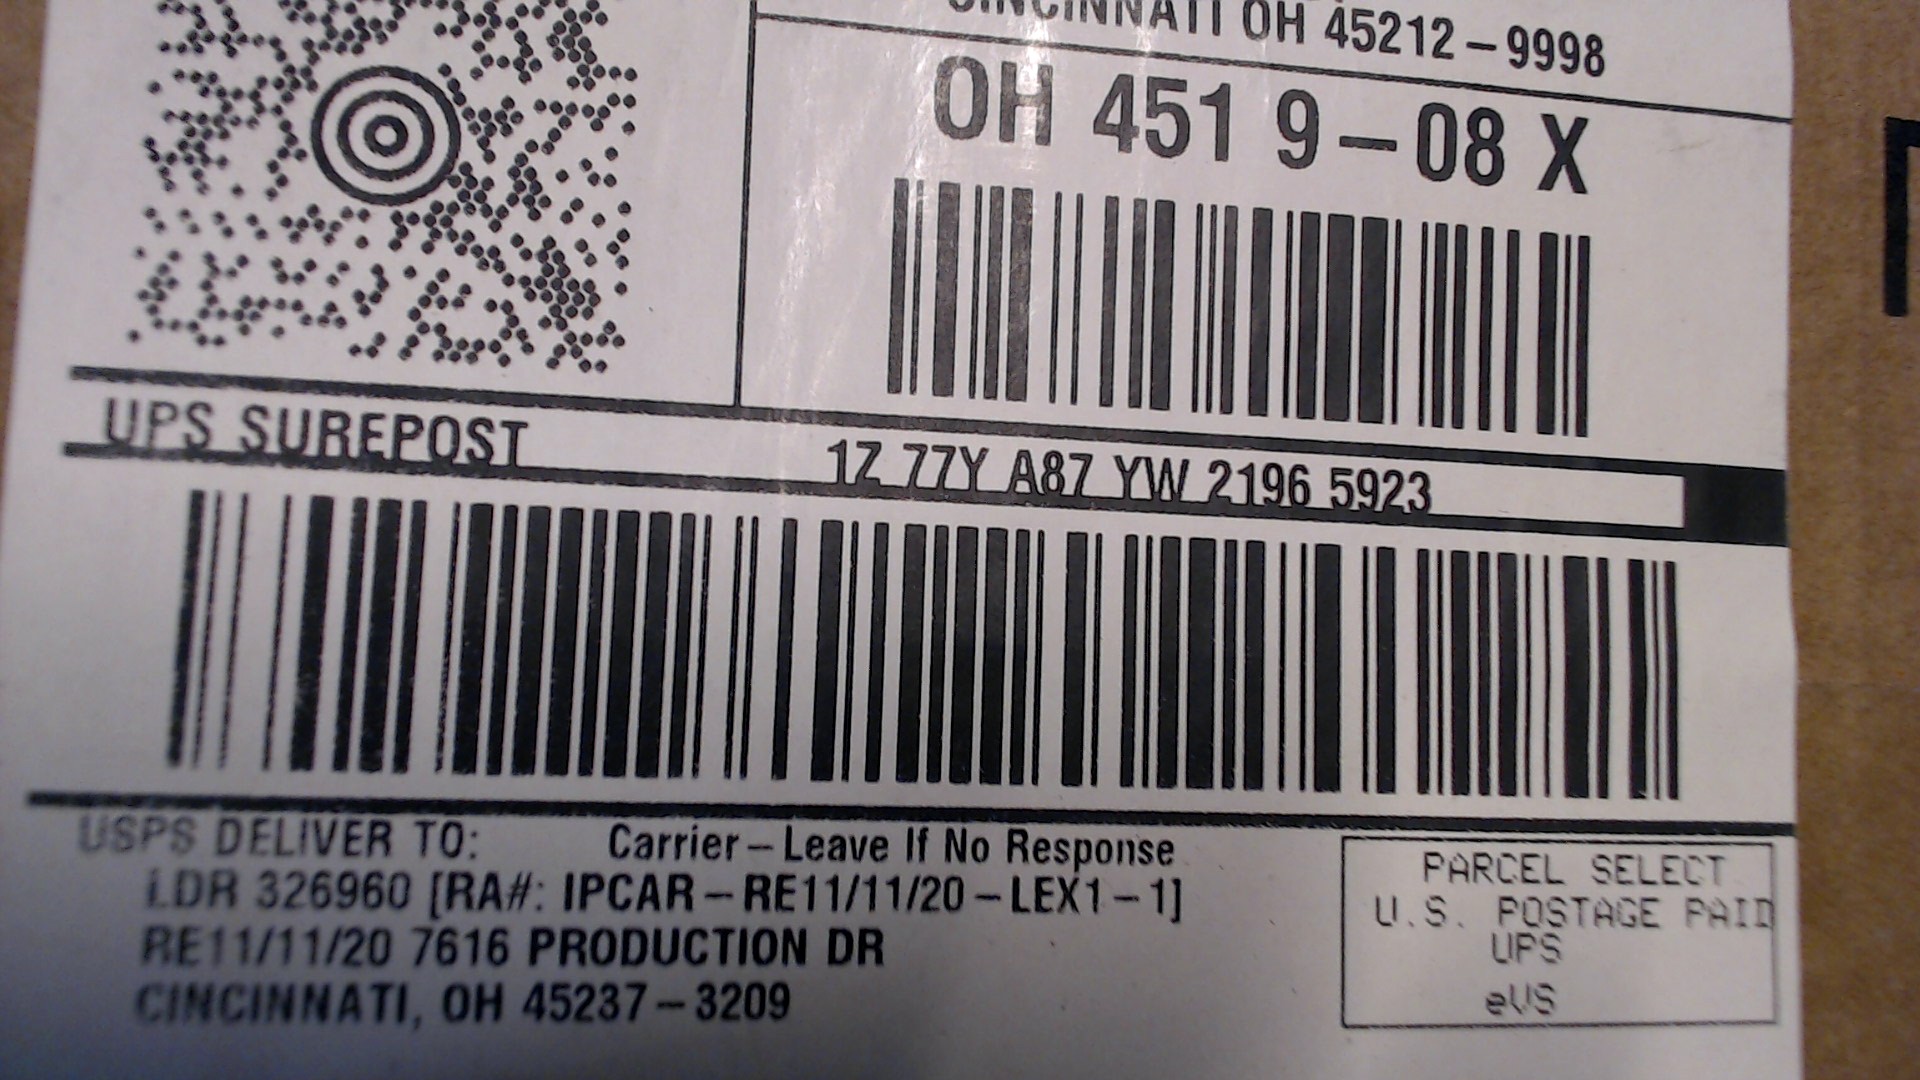 CINCINNATI OH 45212-9998
OH 451 9-08 X
UPS SUREPOST
1Z 77Y A87 YW 2196 5923
USPS DELIVER TO: Carrier-Leave If No Response
LDR 326960 [RA#: IPCAR-RE11/11/20-LEX1-1]
RE11/11/20 7616 PRODUCTION DR
CINCINNATI, OH 45237-3209
PARCEL SELECT
U.S. POSTAGE PAID
UPS
eVS